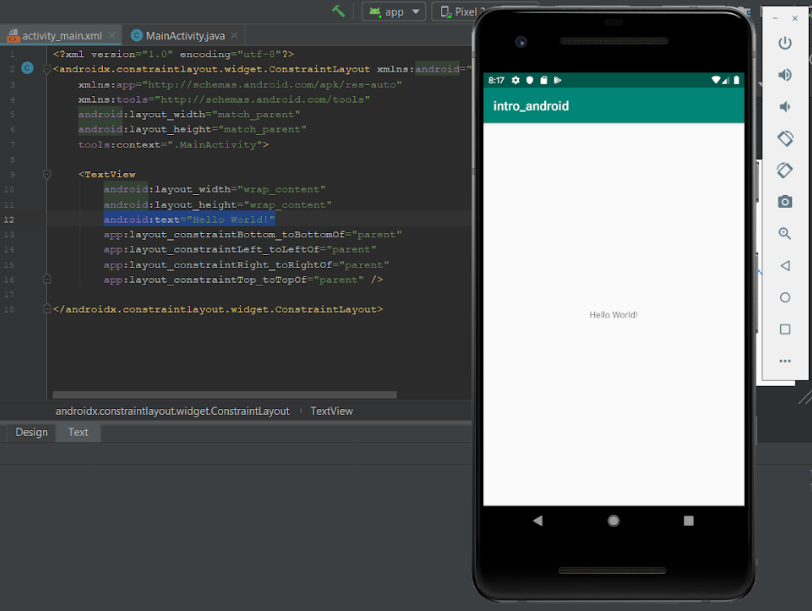 app
Pixel 2
activity_main.xml
MainActivity.java
1 <?xml version="1.0" encoding="utf-8"?>
2 <androidx.constraintlayout.widget.ConstraintLayout xmlns:android="
3 xmlns:app="http://schemas.android.com/apk/res-auto"
4 xmlns:tools="http://schemas.android.com/tools"
5 android:layout_width="match_parent"
6 android:layout_height="match_parent"
7 tools:context=".MainActivity">
8
9 <TextView
10 android:layout_width="wrap_content"
11 android:layout_height="wrap_content"
12 android:text="Hello World!"
13 app:layout_constraintBottom_toBottomOf="parent"
14 app:layout_constraintLeft_toLeftOf="parent"
15 app:layout_constraintRight_toRightOf="parent"
16 app:layout_constraintTop_toTopOf="parent" />
17
18 </androidx.constraintlayout.widget.ConstraintLayout>
androidx.constraintlayout.widget.ConstraintLayout › TextView
Design Text
8:17
intro_android
Hello World!